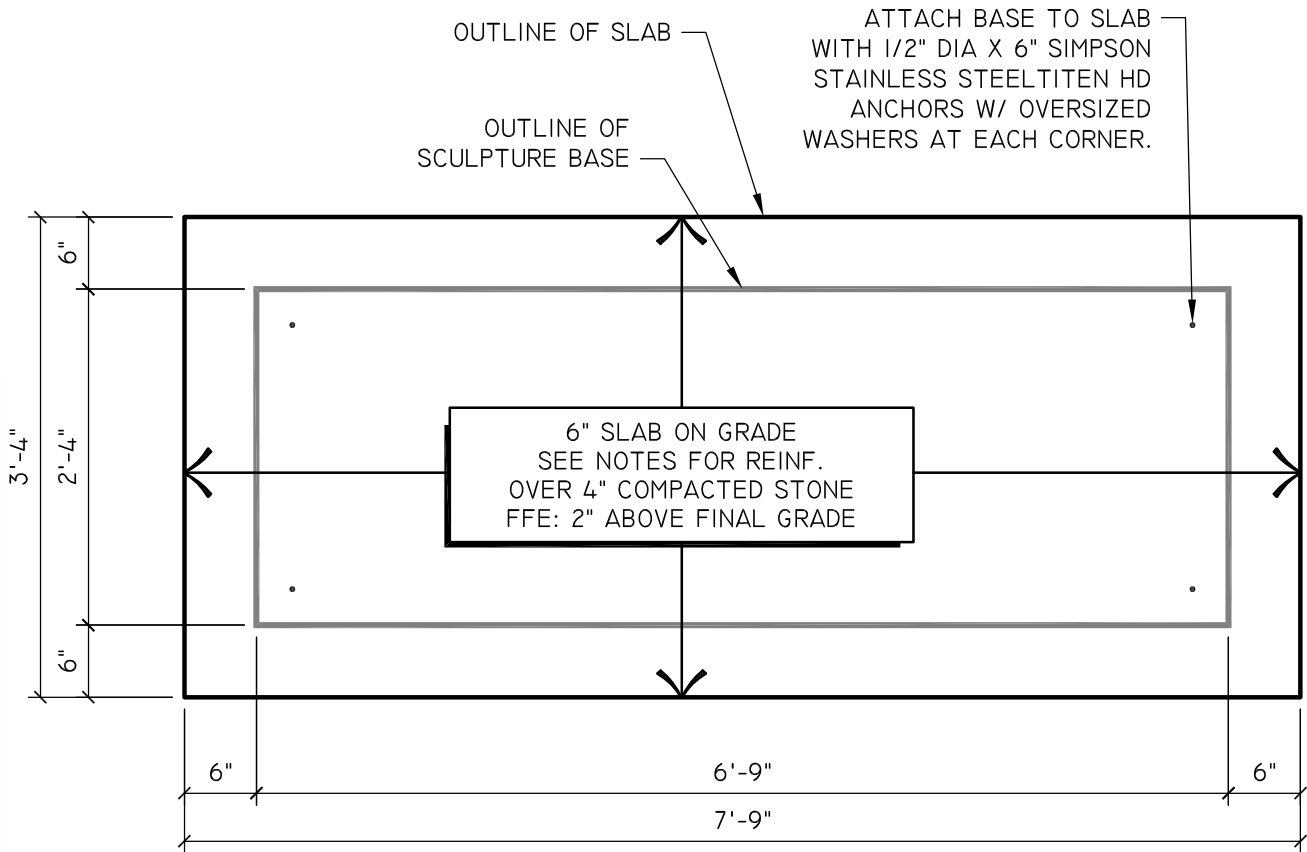 OUTLINE OF SLAB
ATTACH BASE TO SLAB
WITH 1/2" DIA X 6" SIMPSON
STAINLESS STEELTITEN HD
ANCHORS W/ OVERSIZED
WASHERS AT EACH CORNER.
OUTLINE OF
SCULPTURE BASE
6"
3'-4"
2'-4"
6"
6" SLAB ON GRADE
SEE NOTES FOR REINF.
OVER 4" COMPACTED STONE
FFE: 2" ABOVE FINAL GRADE
6"
6'-9"
6"
7'-9"